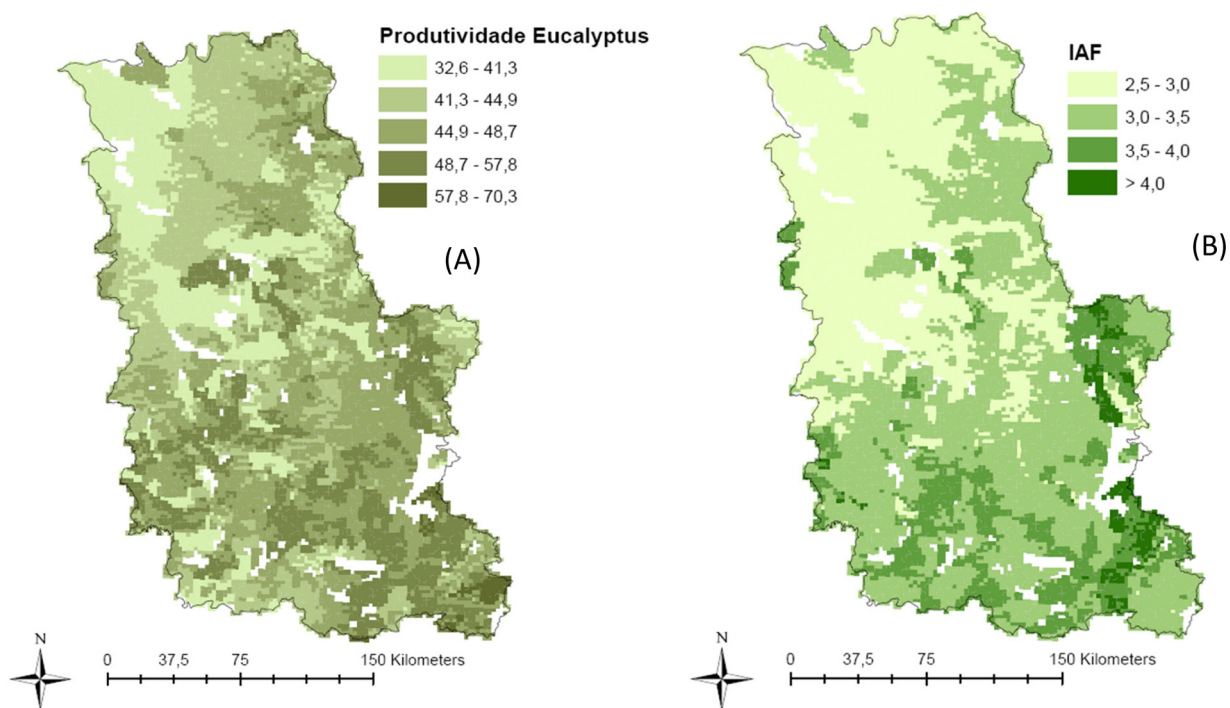 Produtividade Eucalyptus
32,6 - 41,3
41,3 - 44,9
44,9 - 48,7
48,7 - 57,8
57,8 - 70,3
(A)
N
0 37,5 75 150 Kilometers
IAF
2,5 - 3,0
3,0 - 3,5
3,5 - 4,0
> 4,0
(B)
N
0 37,5 75 150 Kilometers